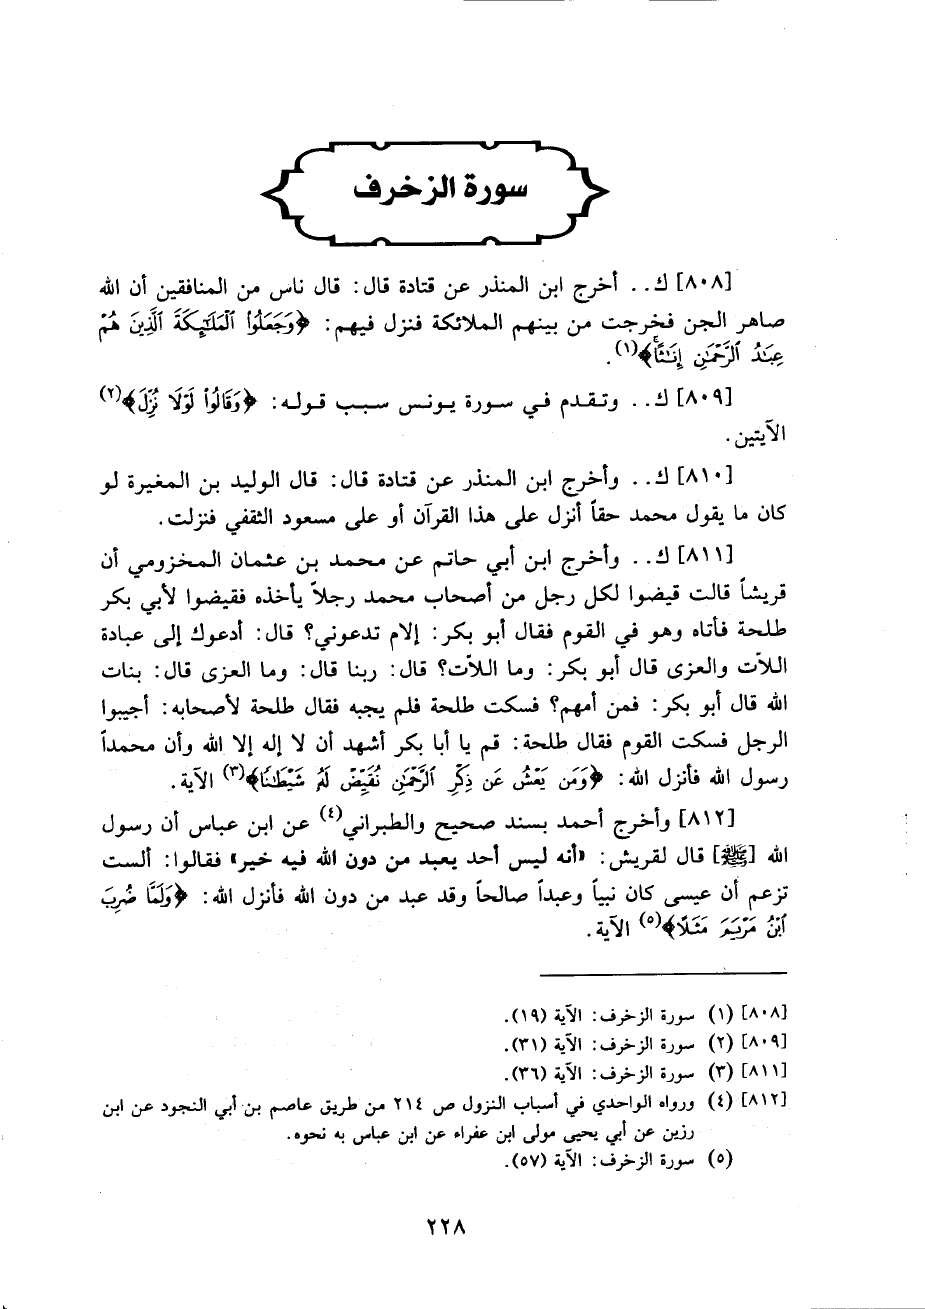 سورة الزخرف
[٨٠٨] ك.. أخرج ابن المنذر عن قتادة قال: قال ناس من المنافقين أن الله
صاهر الجن فخرجت من بينهم الملائكة فنزل فيهم: ﴿وَجَعَلُوا۟ ٱلْمَلَـٰٓئِكَةَ ٱلَّذِينَ هُمْ
عِبَـٰدُ ٱلرَّحْمَـٰنِ إِنَـٰثًا﴾(١).
[٨٠٩] ك.. وتقدم في سورة يونس سبب قوله: ﴿وَقَالُوا۟ لَوْلَا نُزِّلَ﴾(٢)
الآيتين.
[٨١٠] ك.. وأخرج ابن المنذر عن قتادة قال: قال الوليد بن المغيرة لو
كان ما يقول محمد حقاً أنزل على هذا القرآن أو على مسعود الثقفي فنزلت.
[٨١١] ك.. وأخرج ابن أبي حاتم عن محمد بن عثمان المخزومي أن
قريشاً قالت قيضوا لكل رجل من أصحاب محمد رجلاً يأخذه فقيضوا لأبي بكر
طلحة فأتاه وهو في القوم فقال أبو بكر: إلام تدعوني؟ قال: أدعوك إلى عبادة
اللاّت والعزى قال أبو بكر: وما اللاّت؟ قال: ربنا قال: وما العزى قال: بنات
الله قال أبو بكر: فمن أمهم؟ فسكت طلحة فلم يجبه فقال طلحة لأصحابه: أجيبوا
الرجل فسكت القوم فقال طلحة: قم يا أبا بكر أشهد أن لا إله إلا الله وأن محمداً
رسول الله فأنزل الله: ﴿وَمَن يَعْشُ عَن ذِكْرِ ٱلرَّحْمَـٰنِ نُقَيِّضْ لَهُۥ شَيْطَـٰنًا﴾(٣) الآية.
[٨١٢] وأخرج أحمد بسند صحيح والطبراني(٤) عن ابن عباس أن رسول
الله [ﷺ] قال لقريش: «أنه ليس أحد يعبد من دون الله فيه خير» فقالوا: ألست
تزعم أن عيسى كان نبياً وعبداً صالحاً وقد عبد من دون الله فأنزل الله: ﴿وَلَمَّا ضُرِبَ
ٱبْنُ مَرْيَمَ مَثَلًا﴾(٥) الآية.
[٨٠٨] (١) سورة الزخرف: الآية (١٩).
[٨٠٩] (٢) سورة الزخرف: الآية (٣١).
[٨١١] (٣) سورة الزخرف: الآية (٣٦).
[٨١٢] (٤) ورواه الواحدي في أسباب النزول ص ٢١٤ من طريق عاصم بن أبي النجود عن ابن
رزين عن أبي يحيى مولى ابن عفراء عن ابن عباس به نحوه.
(٥) سورة الزخرف: الآية (٥٧).
٢٢٨